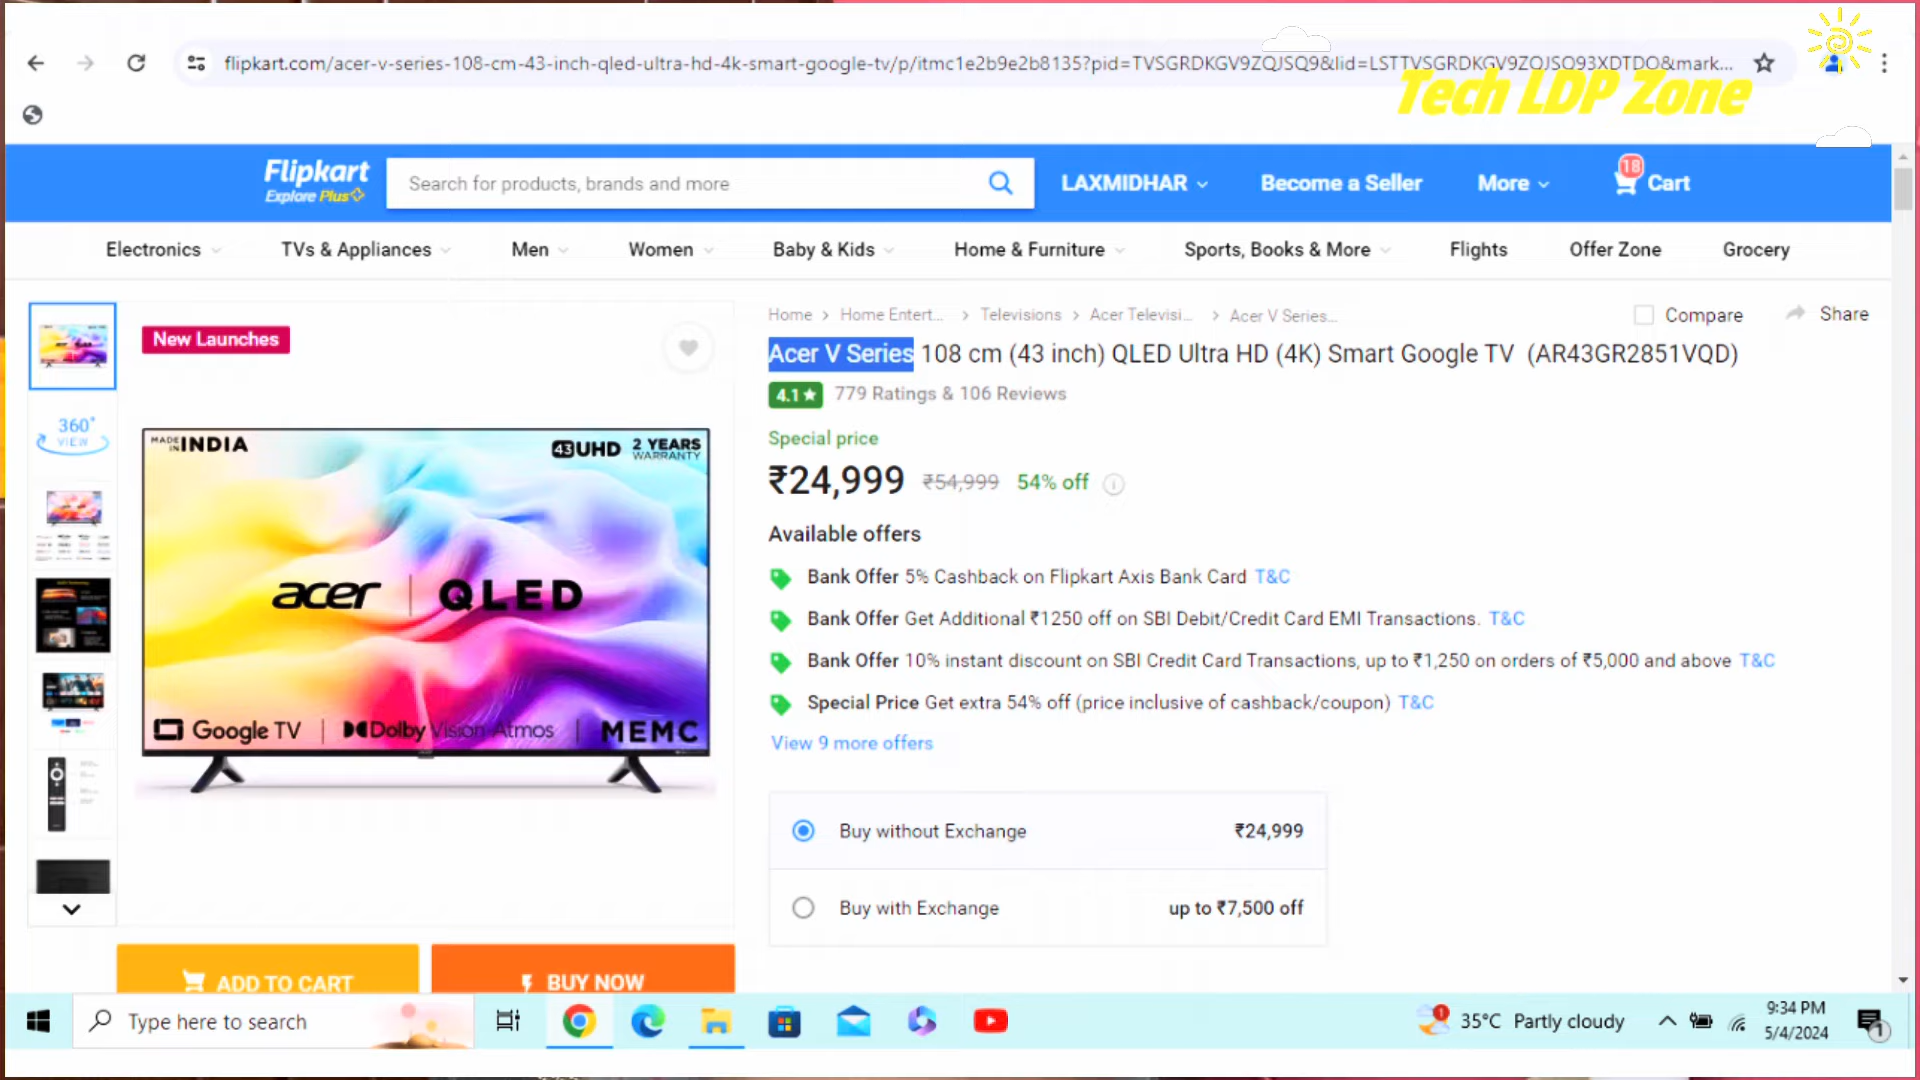 flipkart.com/acer-v-series-108-cm-43-inch-qled-ultra-hd-4k-smart-google-tv/p/itmc1e2b9e2b8135?pid=TVSGRDKGV9ZQJSQ9&lid=LSTTVSGRDKGV9ZQJSQ93XDTDO&mark...
Tech LDP Zone
Flipkart
Explore Plus
Search for products, brands and more
LAXMIDHAR
Become a Seller
More
18
Cart
Electronics
TVs & Appliances
Men
Women
Baby & Kids
Home & Furniture
Sports, Books & More
Flights
Offer Zone
Grocery
New Launches
360°
VIEW
MADE IN INDIA
43 UHD
2 YEARS
WARRANTY
acer | QLED
Google TV | Dolby Vision Atmos | MEMC
Home > Home Entert... > Televisions > Acer Televisi... > Acer V Series...
Compare
Share
Acer V Series 108 cm (43 inch) QLED Ultra HD (4K) Smart Google TV (AR43GR2851VQD)
4.1★ 779 Ratings & 106 Reviews
Special price
₹24,999 ₹54,999 54% off
Available offers
Bank Offer 5% Cashback on Flipkart Axis Bank Card T&C
Bank Offer Get Additional ₹1250 off on SBI Debit/Credit Card EMI Transactions. T&C
Bank Offer 10% instant discount on SBI Credit Card Transactions, up to ₹1,250 on orders of ₹5,000 and above T&C
Special Price Get extra 54% off (price inclusive of cashback/coupon) T&C
View 9 more offers
Buy without Exchange ₹24,999
Buy with Exchange up to ₹7,500 off
ADD TO CART
BUY NOW
Type here to search
1
35°C Partly cloudy
9:34 PM
5/4/2024
1